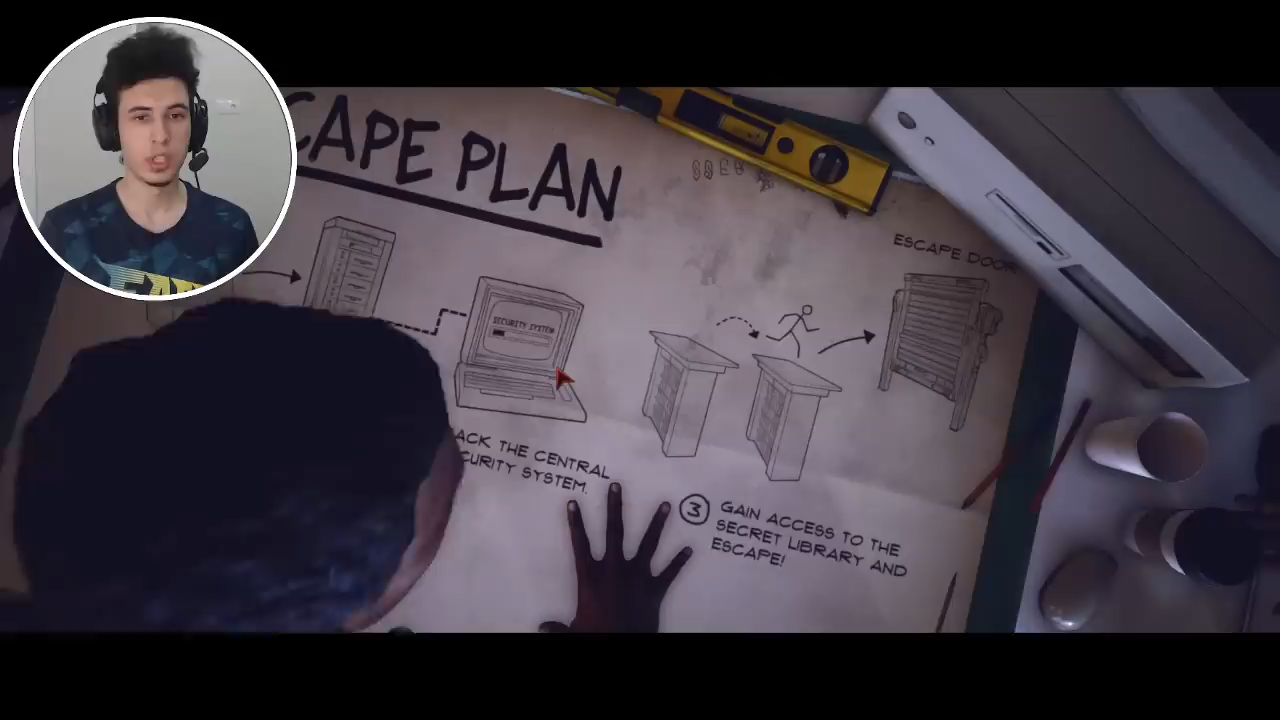 CAPE PLAN
ESCAPE DOOR
SECURITY SYSTEM
ACK THE CENTRAL
CURITY SYSTEM.
3 GAIN ACCESS TO THE
SECRET LIBRARY AND
ESCAPE!